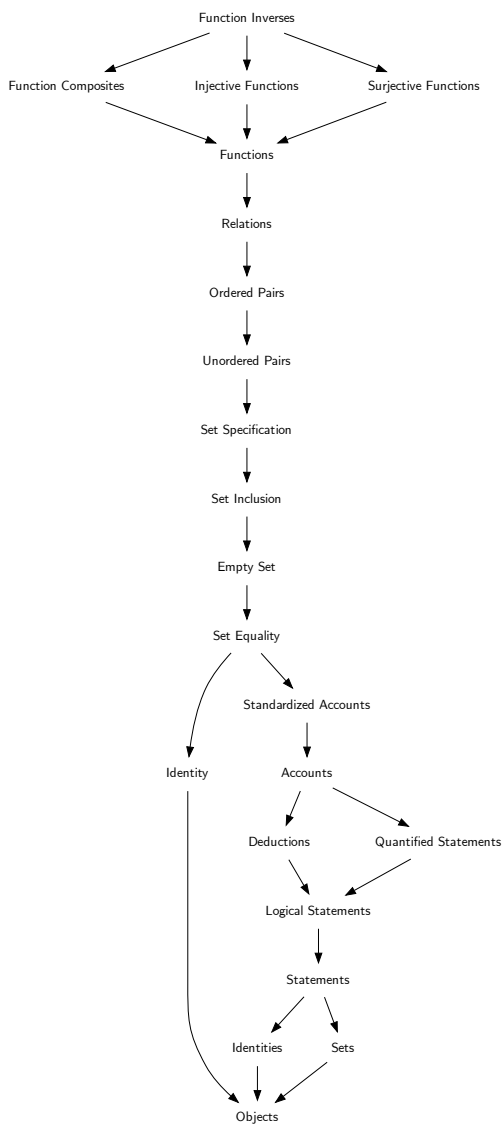 Function Inverses
Function Composites
Injective Functions
Surjective Functions
Functions
Relations
Ordered Pairs
Unordered Pairs
Set Specification
Set Inclusion
Empty Set
Set Equality
Standardized Accounts
Identity
Accounts
Deductions
Quantified Statements
Logical Statements
Statements
Identities
Sets
Objects